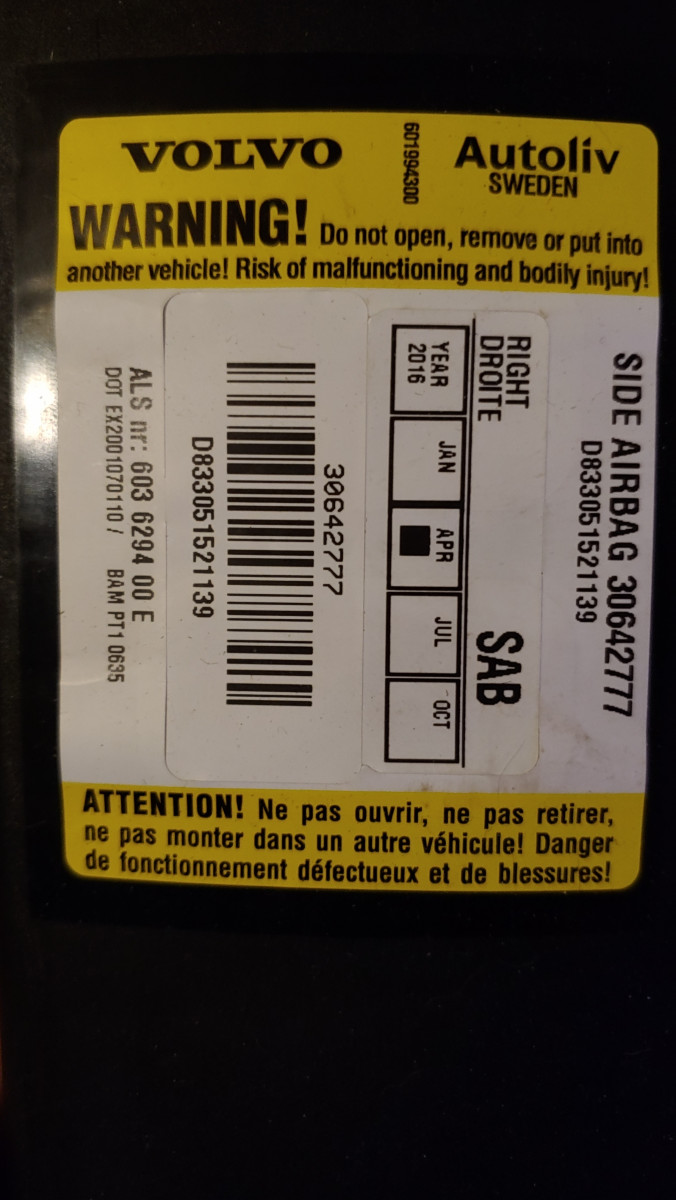 VOLVO
601994300
Autoliv
SWEDEN
WARNING! Do not open, remove or put into
another vehicle! Risk of malfunctioning and bodily injury!
SIDE AIRBAG 30642777
D833051521139
RIGHT
DROITE
SAB
YEAR
2016
JAN
APR
JUL
OCT
30642777
D833051521139
ALS nr: 603 6294 00 E
DOT EX2001070110 / BAM PT1 0635
ATTENTION! Ne pas ouvrir, ne pas retirer,
ne pas monter dans un autre véhicule! Danger
de fonctionnement défectueux et de blessures!